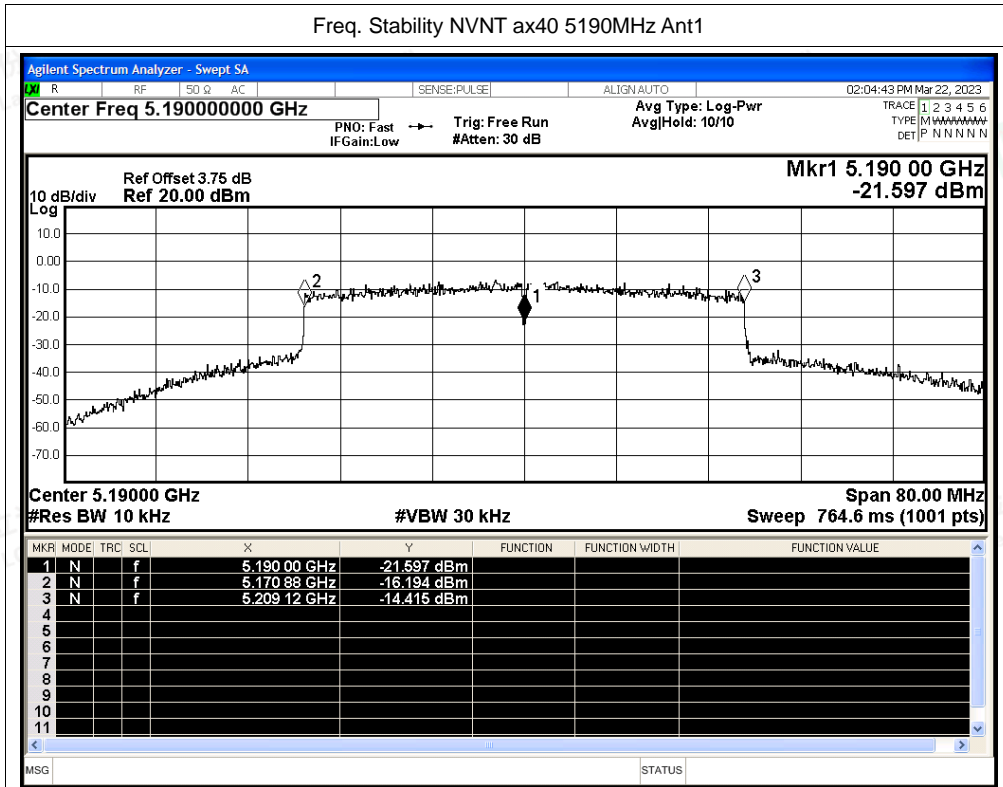 Freq. Stability NVNT ax40 5190MHz Ant1
Agilent Spectrum Analyzer - Swept SA
LXI R RF 50 Ω AC SENSE:PULSE ALIGN AUTO 02:04:43 PM Mar 22, 2023
Center Freq 5.190000000 GHz
PNO: Fast
IFGain:Low
Trig: Free Run
#Atten: 30 dB
Avg Type: Log-Pwr
Avg|Hold: 10/10
TRACE 1 2 3 4 5 6
TYPE M
DET P N N N N N
Mkr1 5.190 00 GHz
-21.597 dBm
10 dB/div
Log
Ref Offset 3.75 dB
Ref 20.00 dBm
10.0
0.00
-10.0
-20.0
-30.0
-40.0
-50.0
-60.0
-70.0
2
1
3
Center 5.19000 GHz Span 80.00 MHz
#Res BW 10 kHz #VBW 30 kHz Sweep 764.6 ms (1001 pts)
MKR MODE TRC SCL X Y FUNCTION FUNCTION WIDTH FUNCTION VALUE
1 N f 5.190 00 GHz -21.597 dBm
2 N f 5.170 88 GHz -16.194 dBm
3 N f 5.209 12 GHz -14.415 dBm
4
5
6
7
8
9
10
11
MSG STATUS